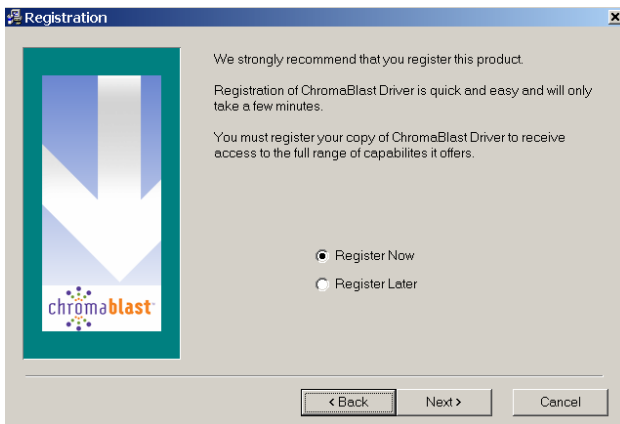 Registration
We strongly recommend that you register this product.
Registration of ChromaBlast Driver is quick and easy and will only
take a few minutes.
You must register your copy of ChromaBlast Driver to receive
access to the full range of capabilites it offers.
Register Now
Register Later
chromablast
< Back Next > Cancel